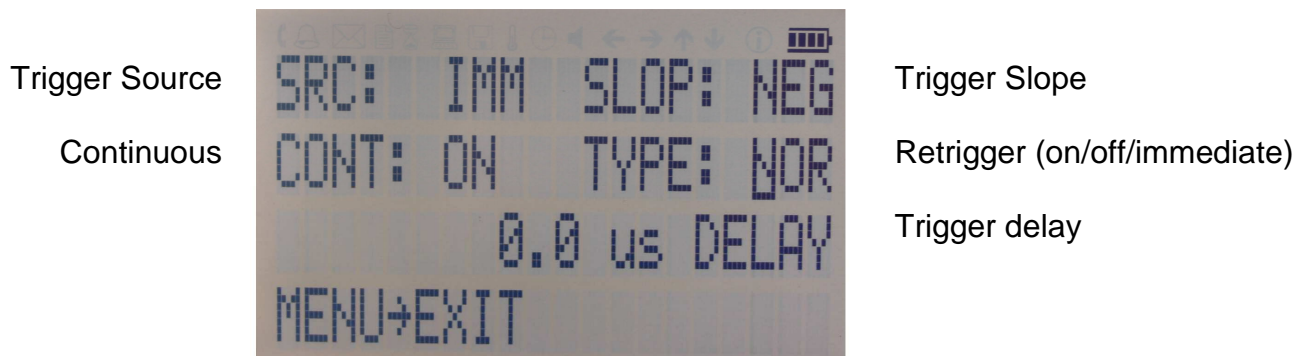 Trigger Source SRC: IMM SLOP: NEG Trigger Slope
Continuous CONT: ON TYPE: NOR Retrigger (on/off/immediate)
0.0 us DELAY Trigger delay
MENU→EXIT